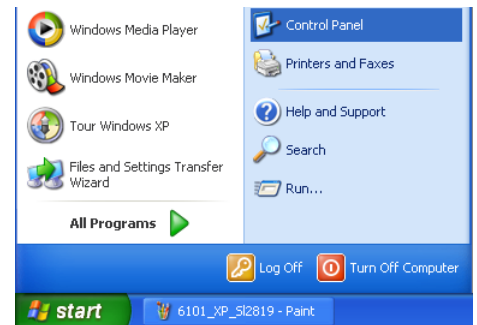 Windows Media Player
Windows Movie Maker
Tour Windows XP
Files and Settings Transfer
Wizard
All Programs
Control Panel
Printers and Faxes
Help and Support
Search
Run...
Log Off
Turn Off Computer
start
6101_XP_Sl2819 - Paint